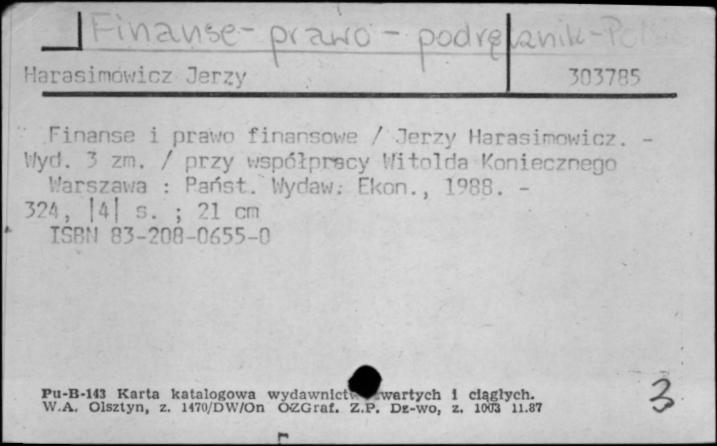 Finanse - prawo - podręcznik - Pol
Harasimowicz Jerzy 303785
Finanse i prawo finansowe / Jerzy Harasimowicz. -
Wyd. 3 zm. / przy współpracy Witolda Koniecznego
Warszawa : Państ. Wydaw. Ekon., 1988. -
324, |4| s. ; 21 cm
ISBN 83-208-0655-0
Pu-B-143 Karta katalogowa wydawnictw zwartych i ciągłych.
W.A. Olsztyn, z. 1470/DW/On OZGraf. Z.P. Dz-wo, z. 1003 11.87
3